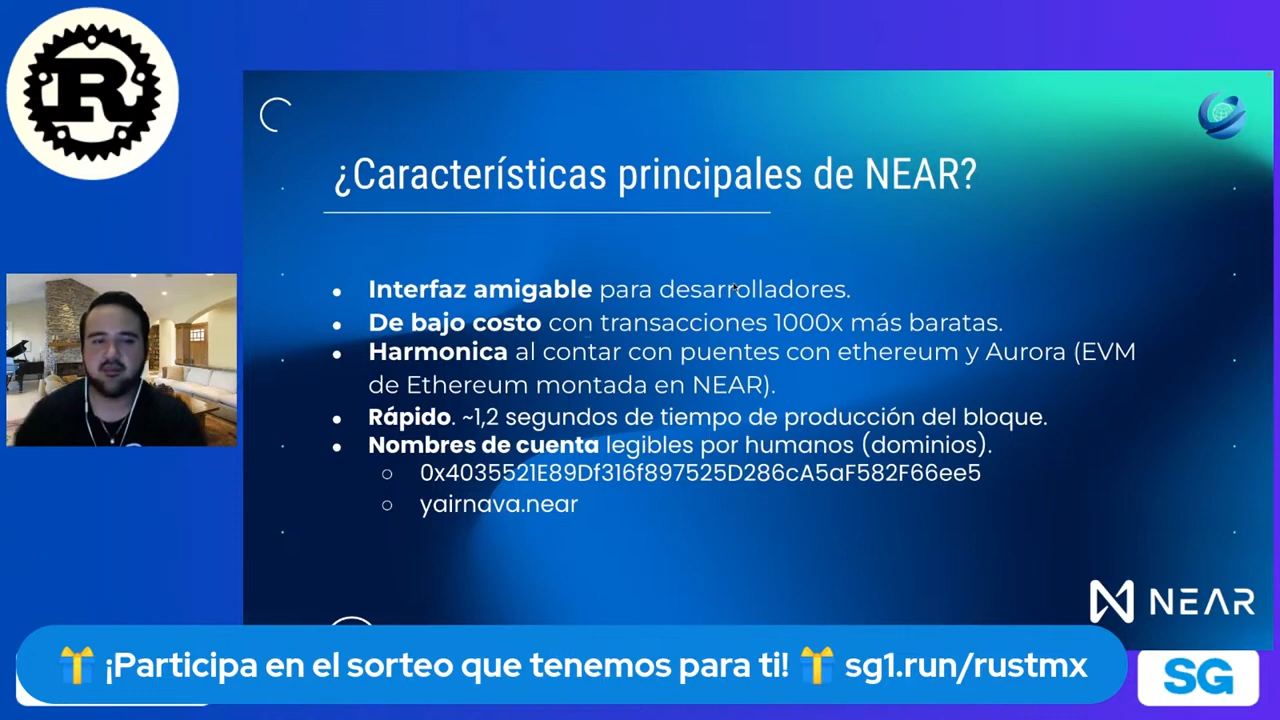 R
¿Características principales de NEAR?
Interfaz amigable para desarrolladores.
De bajo costo con transacciones 1000x más baratas.
Harmonica al contar con puentes con ethereum y Aurora (EVM
de Ethereum montada en NEAR).
Rápido. ~1,2 segundos de tiempo de producción del bloque.
Nombres de cuenta legibles por humanos (dominios).
0x4035521E89Df316f897525D286cA5aF582F66ee5
yairnava.near
NEAR
¡Participa en el sorteo que tenemos para ti! sg1.run/rustmx
SG